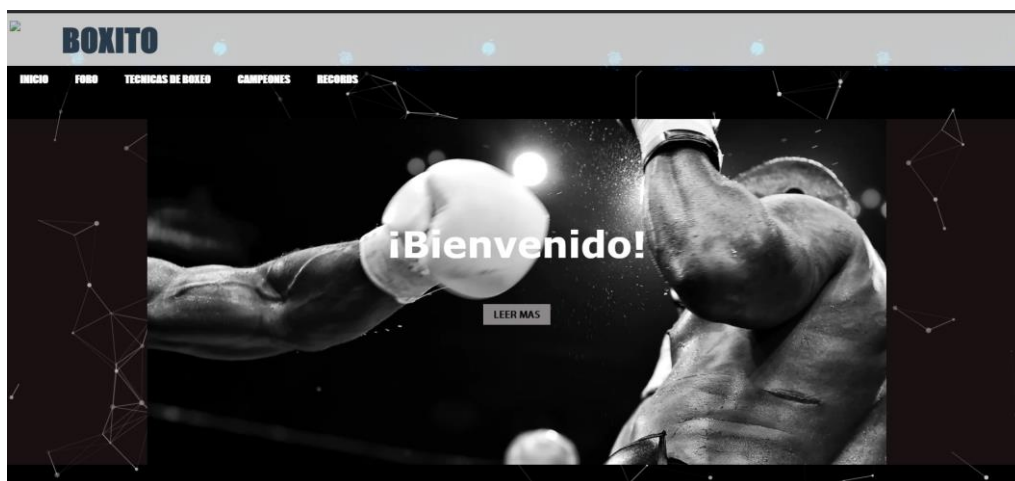 BOXITO
INICIO FORO TECNICAS DE BOXEO CAMPEONES RECORDS
¡Bienvenido!
LEER MAS